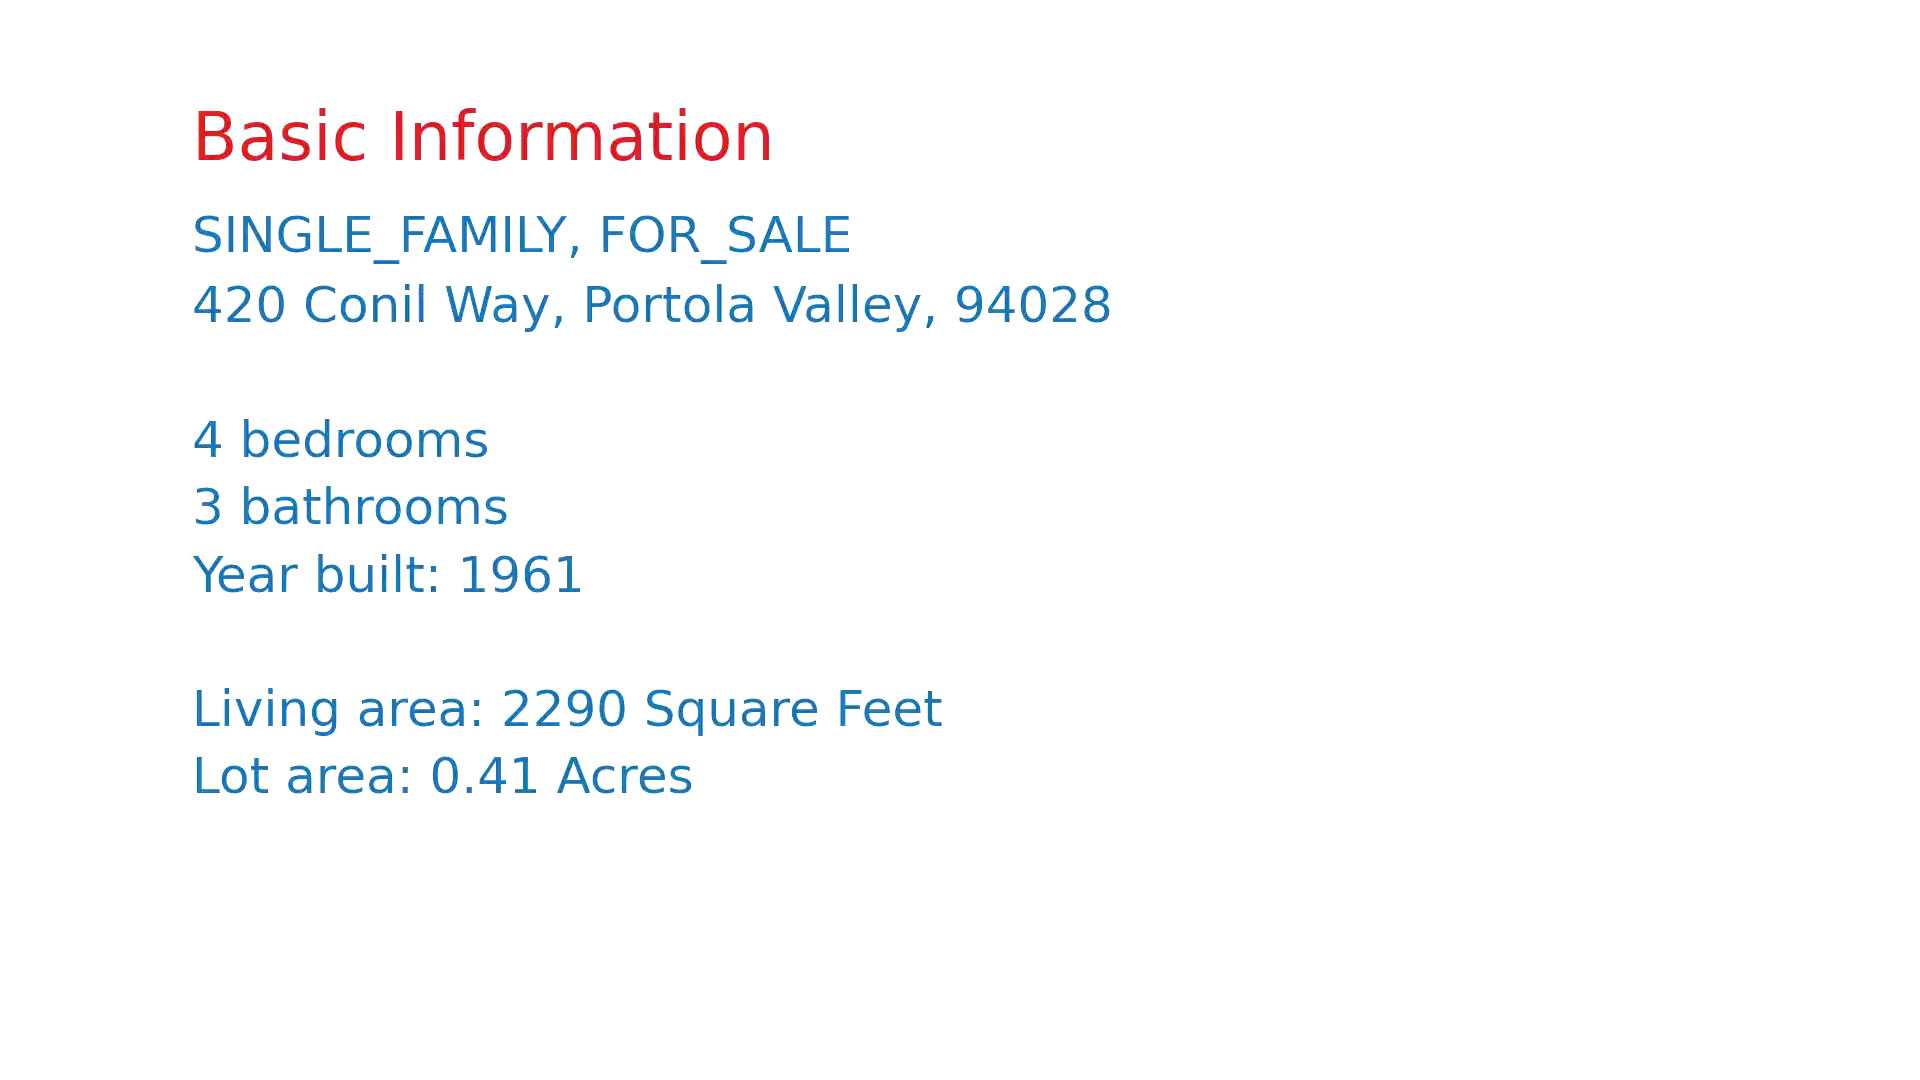 Basic Information
SINGLE_FAMILY, FOR_SALE
420 Conil Way, Portola Valley, 94028
4 bedrooms
3 bathrooms
Year built: 1961
Living area: 2290 Square Feet
Lot area: 0.41 Acres